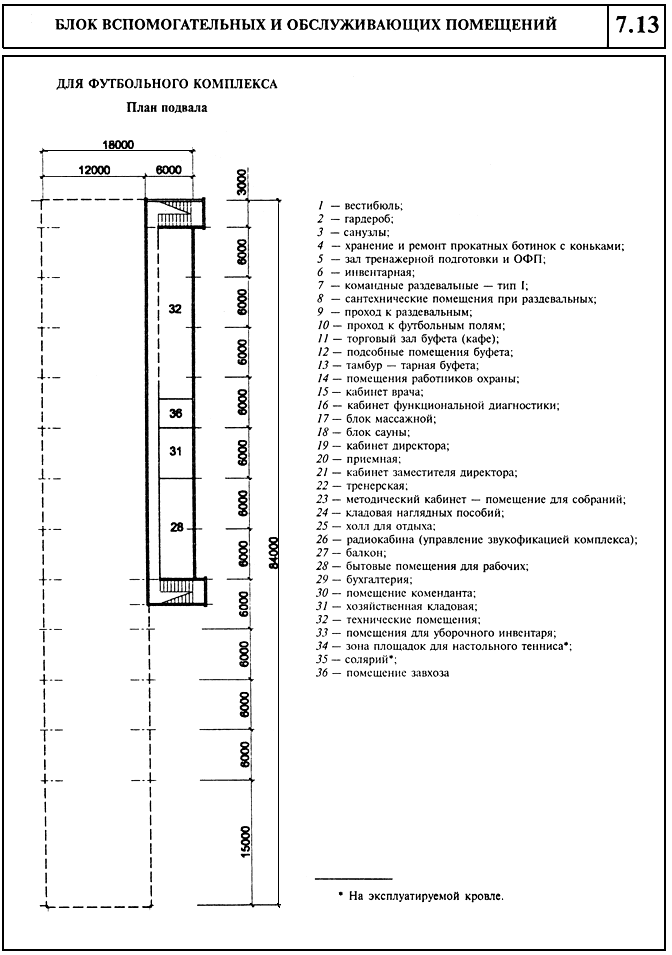 БЛОК ВСПОМОГАТЕЛЬНЫХ И ОБСЛУЖИВАЮЩИХ ПОМЕЩЕНИЙ
7.13
ДЛЯ ФУТБОЛЬНОГО КОМПЛЕКСА
План подвала
18000
12000
6000
3000
6000
6000
6000
6000
6000
6000
6000
6000
6000
6000
6000
15000
84000
32
36
31
28
1 — вестибюль;
2 — гардероб;
3 — санузлы;
4 — хранение и ремонт прокатных ботинок с коньками;
5 — зал тренажерной подготовки и ОФП;
6 — инвентарная;
7 — командные раздевальные — тип I;
8 — сантехнические помещения при раздевальных;
9 — проход к раздевальным;
10 — проход к футбольным полям;
11 — торговый зал буфета (кафе);
12 — подсобные помещения буфета;
13 — тамбур — тарная буфета;
14 — помещения работников охраны;
15 — кабинет врача;
16 — кабинет функциональной диагностики;
17 — блок массажной;
18 — блок сауны;
19 — кабинет директора;
20 — приемная;
21 — кабинет заместителя директора;
22 — тренерская;
23 — методический кабинет — помещение для собраний;
24 — кладовая наглядных пособий;
25 — холл для отдыха;
26 — радиокабина (управление звукофикацией комплекса);
27 — балкон;
28 — бытовые помещения для рабочих;
29 — бухгалтерия;
30 — помещение коменданта;
31 — хозяйственная кладовая;
32 — технические помещения;
33 — помещения для уборочного инвентаря;
34 — зона площадок для настольного тенниса*;
35 — солярий*;
36 — помещение завхоза
* На эксплуатируемой кровле.